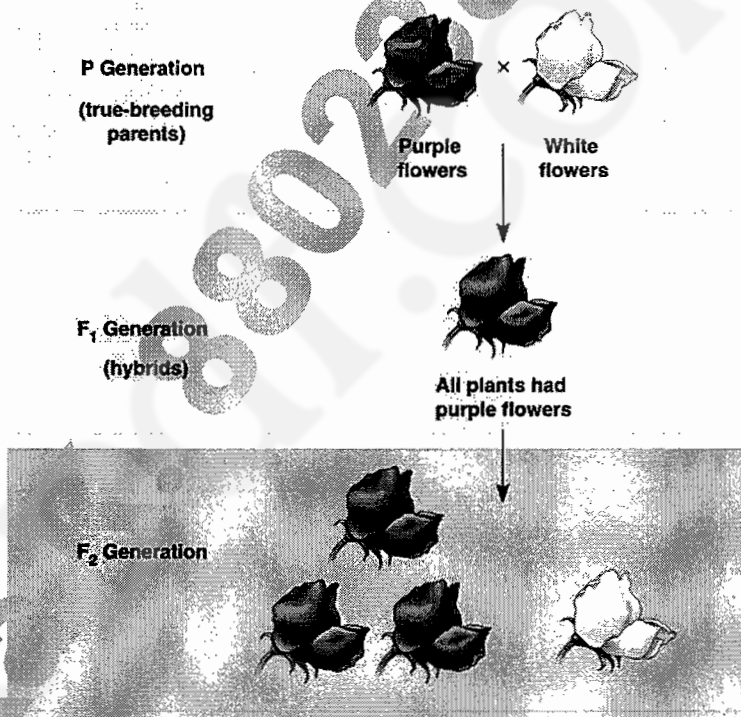 P Generation
(true-breeding
parents)
×
Purple
flowers
White
flowers
F₁ Generation
(hybrids)
All plants had
purple flowers
F₂ Generation